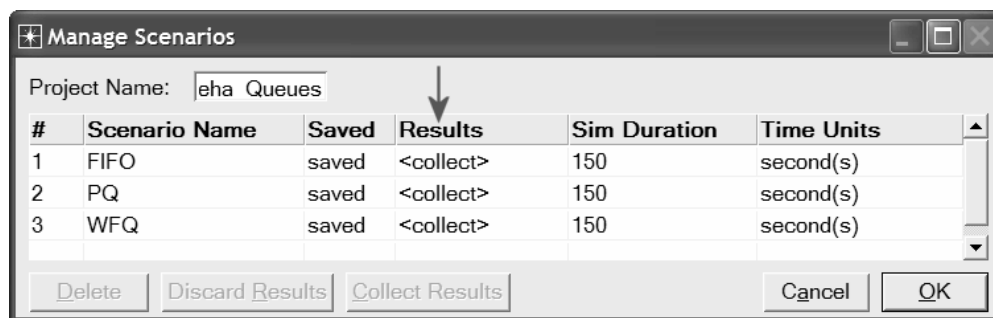 Manage Scenarios
Project Name: eha Queues
# Scenario Name Saved Results Sim Duration Time Units
1 FIFO saved <collect> 150 second(s)
2 PQ saved <collect> 150 second(s)
3 WFQ saved <collect> 150 second(s)
Delete Discard Results Collect Results Cancel OK